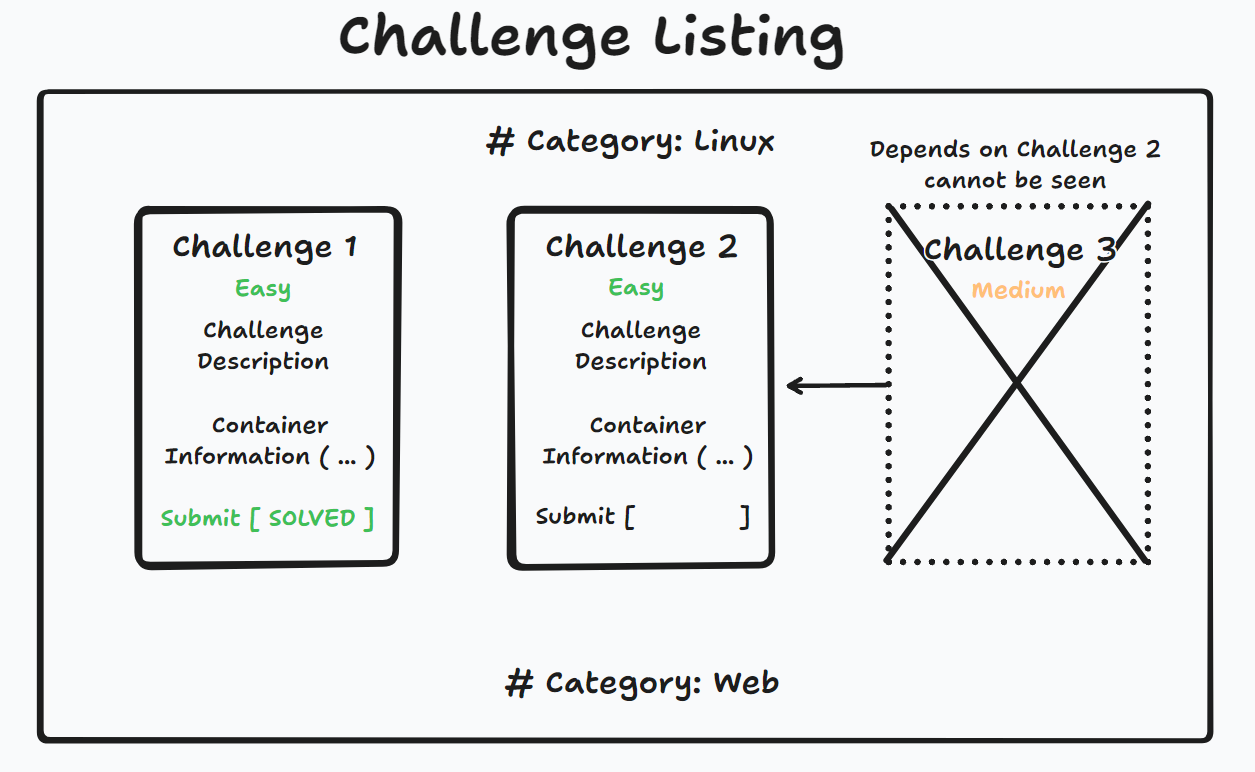 Challenge Listing
# Category: Linux
Depends on Challenge 2
cannot be seen
Challenge 1
Easy
Challenge
Description
Container
Information ( ... )
Submit [ SOLVED ]
Challenge 2
Easy
Challenge
Description
Container
Information ( ... )
Submit [ ]
Challenge 3
Medium
# Category: Web